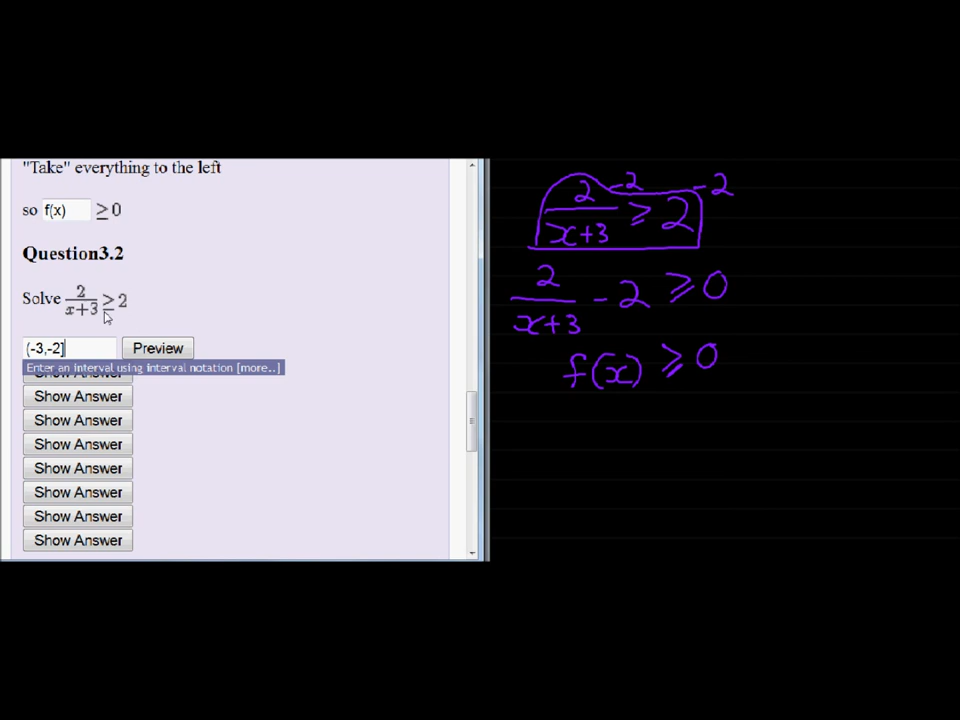 "Take" everything to the left
so f(x) ≥0
Question3.2
Solve 2/(x+3) ≥ 2
(-3,-2] Preview
Enter an interval using interval notation [more..]
Show Answer
Show Answer
Show Answer
Show Answer
Show Answer
Show Answer
Show Answer
Show Answer
2/(x+3) -2 ≥ 2 -2
2/(x+3) - 2 ≥ 0
f(x) ≥ 0